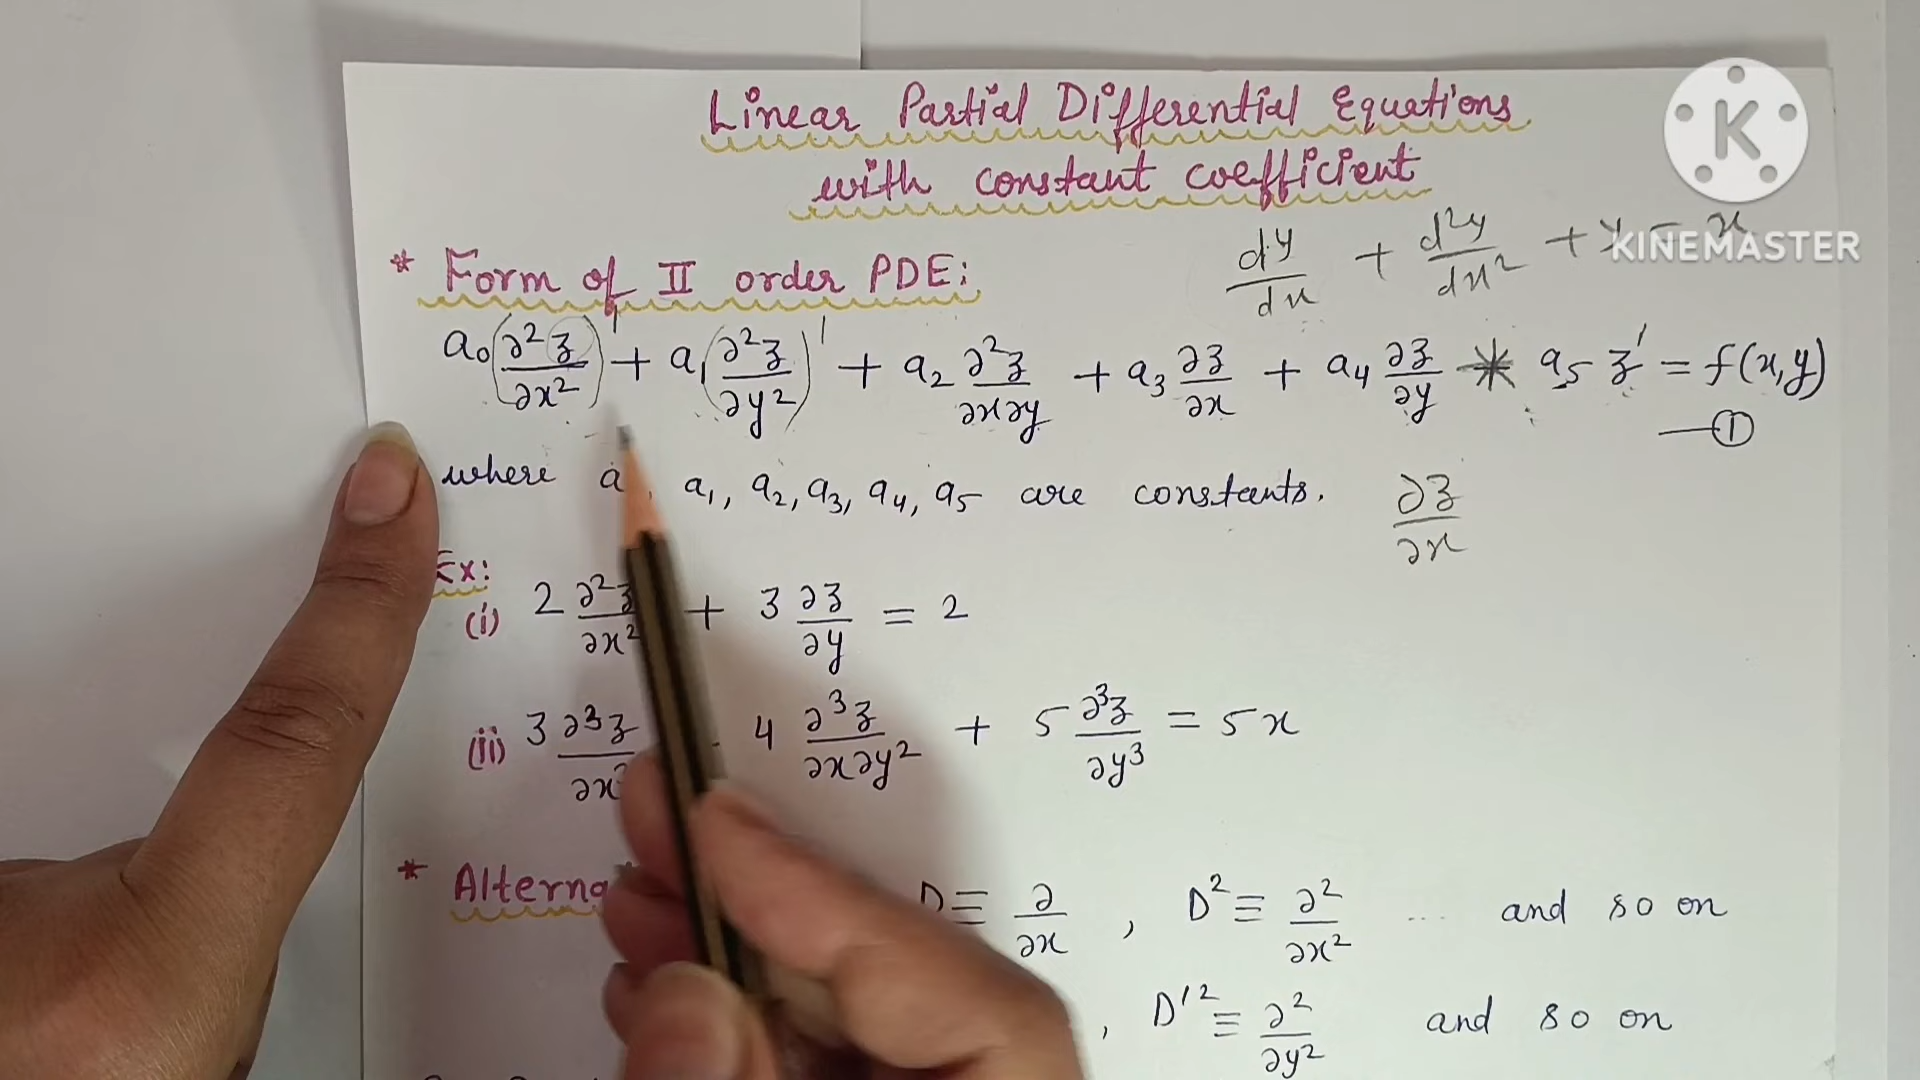 Linear Partial Differential Equations
with constant coefficient
K
KINEMASTER
dy/dx + d²y/dx² + y = x
* Form of II order PDE:
a₀(∂²z/∂x²)' + a₁(∂²z/∂y²)' + a₂ ∂²z/∂x∂y + a₃ ∂z/∂x + a₄ ∂z/∂y * a₅ z' = f(x,y)
—①
where a , a₁, a₂, a₃, a₄, a₅ are constants. ∂z/∂x
Ex:
(i) 2 ∂²z/∂x² + 3 ∂z/∂y = 2
(ii) 3 ∂³z/∂x 4 ∂³z/∂x∂y² + 5 ∂³z/∂y³ = 5x
* D ≡ ∂/∂x , D² ≡ ∂²/∂x² .... and so on
, D'² ≡ ∂²/∂y² and so on